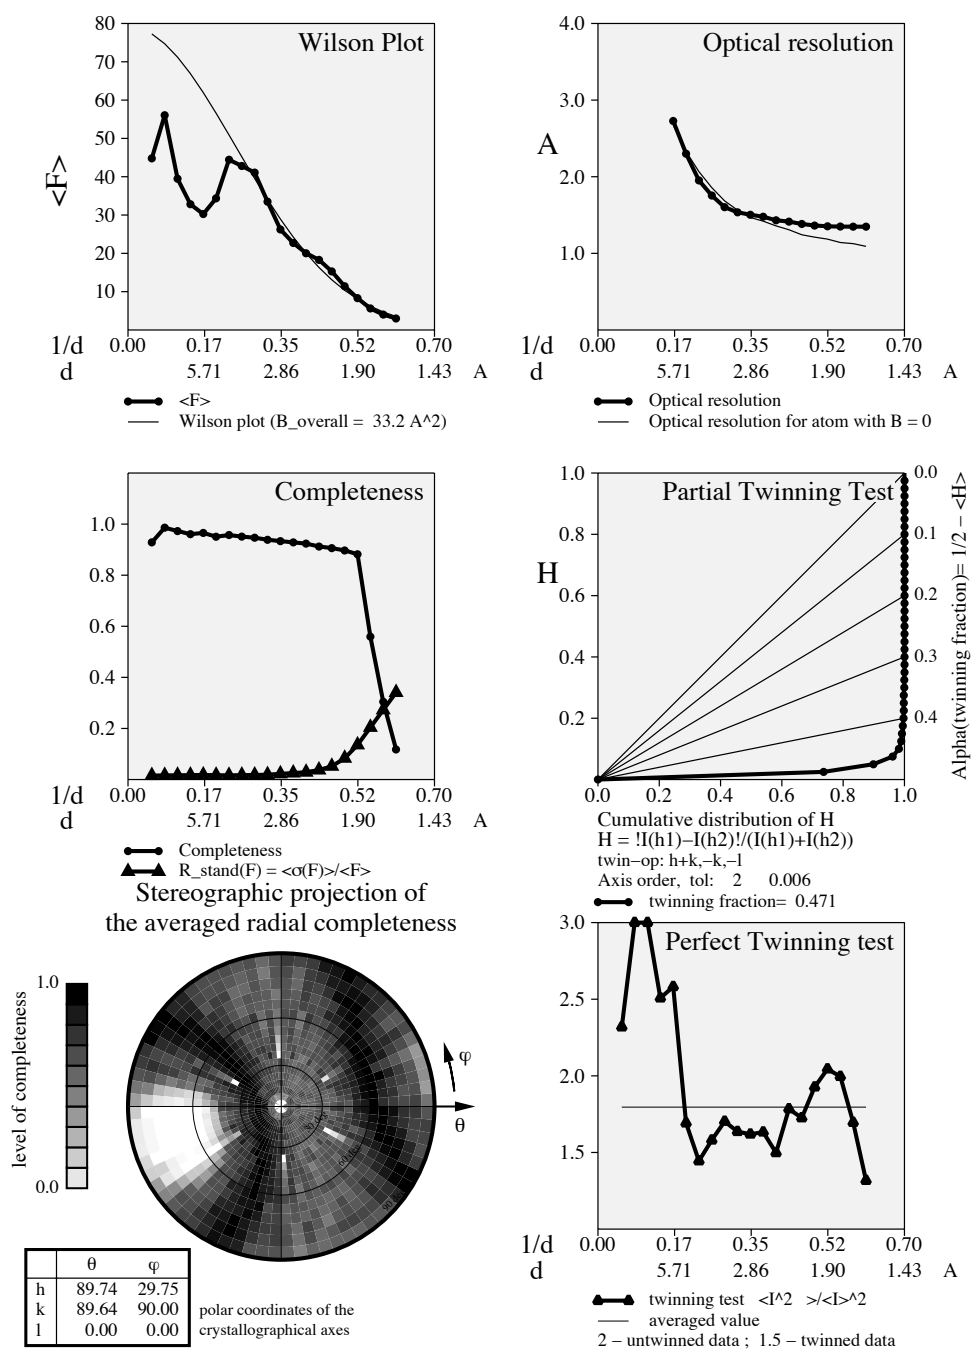 Wilson Plot
80
70
60
50
40
30
20
10
<F>
1/d 0.00 0.17 0.35 0.52 0.70
d 5.71 2.86 1.90 1.43 A
<F>
Wilson plot (B_overall = 33.2 A^2)
Optical resolution
4.0
3.0
2.0
1.0
A
1/d 0.00 0.17 0.35 0.52 0.70
d 5.71 2.86 1.90 1.43 A
Optical resolution
Optical resolution for atom with B = 0
Completeness
1.0
0.8
0.6
0.4
0.2
1/d 0.00 0.17 0.35 0.52 0.70
d 5.71 2.86 1.90 1.43 A
Completeness
R_stand(F) = <σ(F)>/<F>
Partial Twinning Test
1.0
0.8
0.6
0.4
0.2
H
0.0
0.1
0.2
0.3
0.4
Alpha(twinning fraction)= 1/2 − <H>
0.0 0.2 0.4 0.6 0.8 1.0
Cumulative distribution of H
H = !I(h1)−I(h2)!/(I(h1)+I(h2))
twin−op: h+k,−k,−l
Axis order, tol: 2 0.006
twinning fraction= 0.471
Stereographic projection of
the averaged radial completeness
1.0
0.0
level of completeness
φ
θ
θ φ
h 89.74 29.75
k 89.64 90.00
l 0.00 0.00
polar coordinates of the
crystallographical axes
Perfect Twinning test
3.0
2.5
2.0
1.5
1/d 0.00 0.17 0.35 0.52 0.70
d 5.71 2.86 1.90 1.43 A
twinning test <I^2 >/<I>^2
averaged value
2 − untwinned data ; 1.5 − twinned data